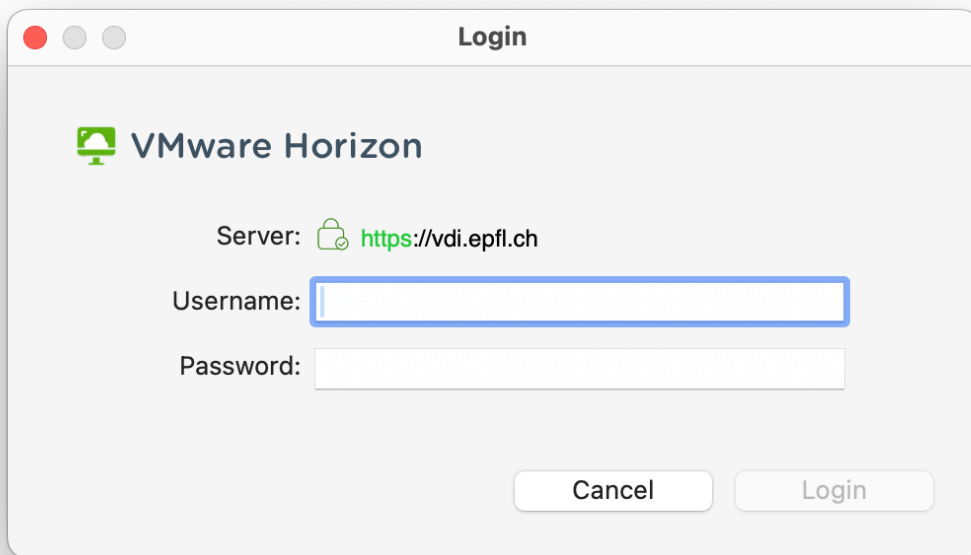 Login
VMware Horizon
Server: https://vdi.epfl.ch
Username:
Password:
Cancel Login